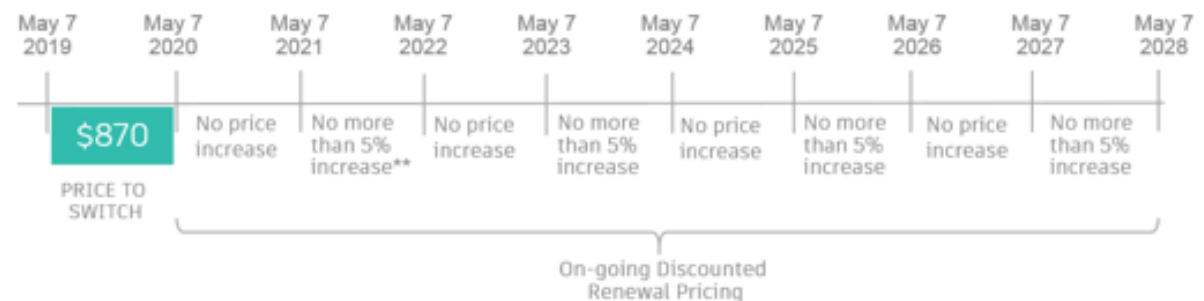 May 7 May 7 May 7 May 7 May 7 May 7 May 7 May 7 May 7 May 7
2019 2020 2021 2022 2023 2024 2025 2026 2027 2028
$870
No price
increase
No more
than 5%
increase**
No price
increase
No more
than 5%
increase
No price
increase
No more
than 5%
increase
No price
increase
No more
than 5%
increase
PRICE TO
SWITCH
On-going Discounted
Renewal Pricing